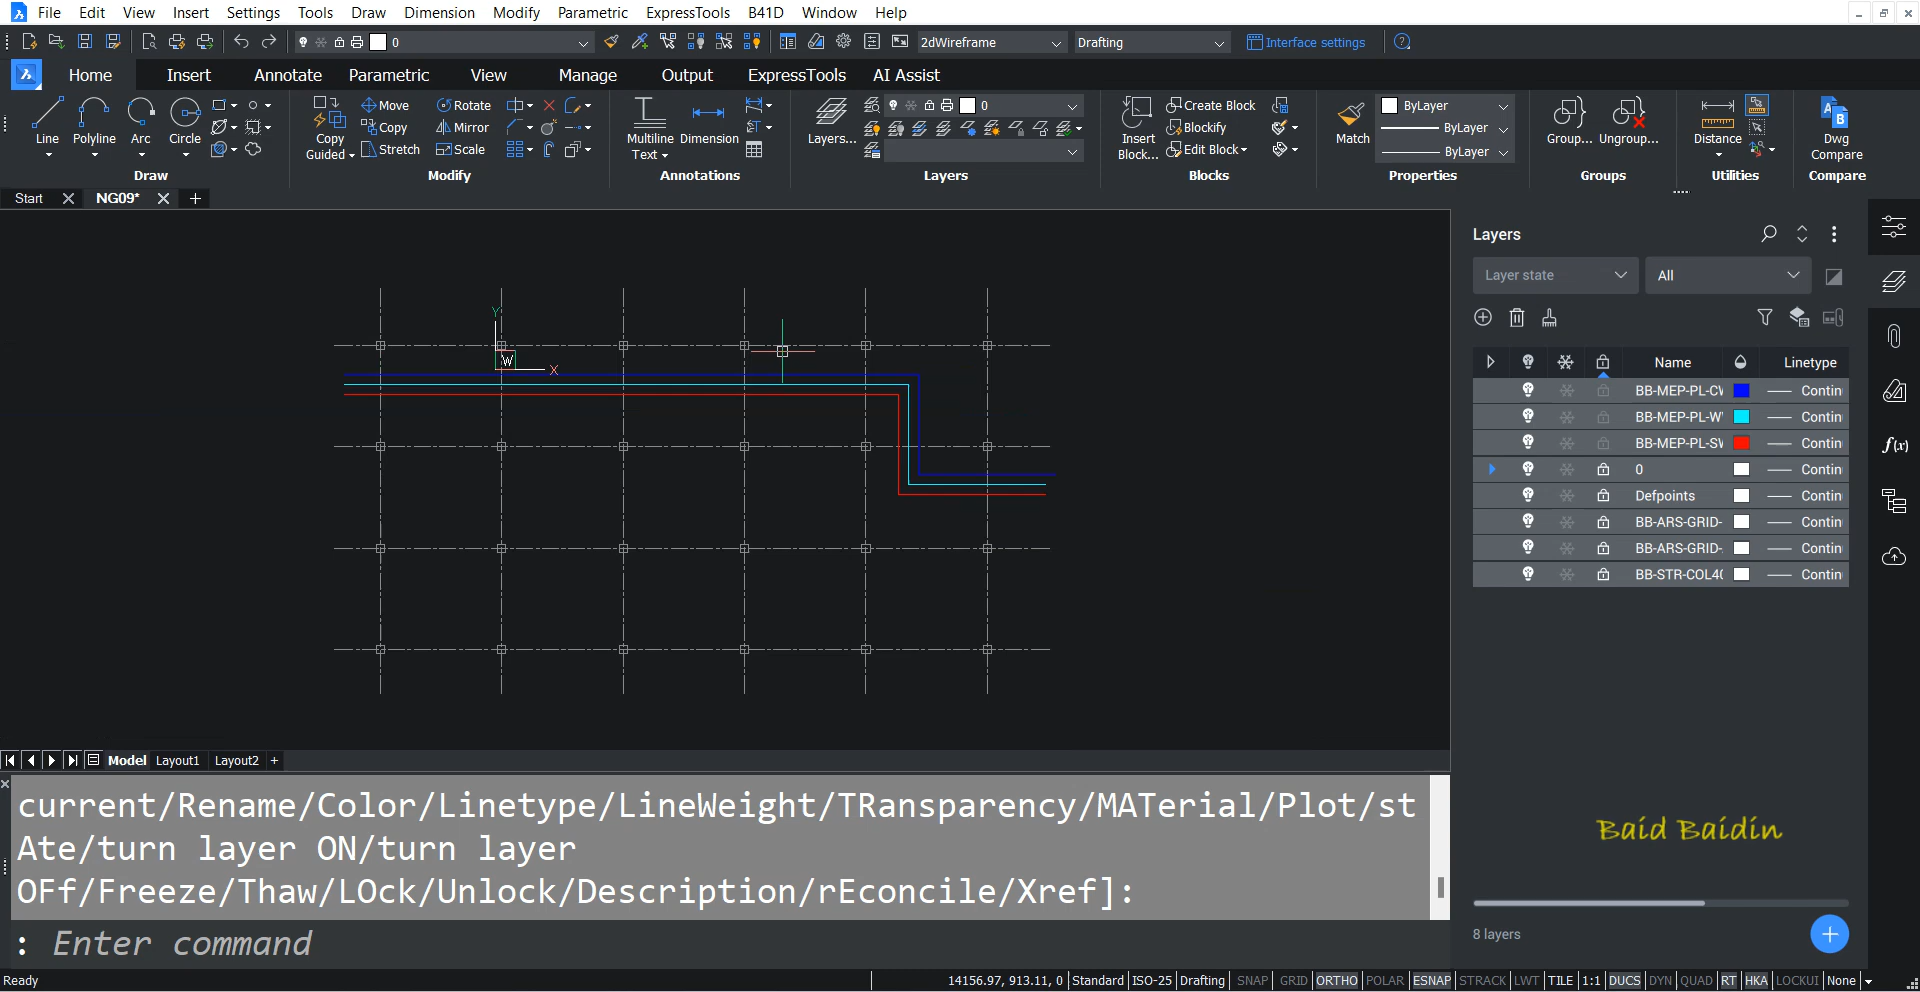 File Edit View Insert Settings Tools Draw Dimension Modify Parametric ExpressTools B41D Window Help
0 2dWireframe Drafting Interface settings
Home Insert Annotate Parametric View Manage Output ExpressTools AI Assist
Line Polyline Arc Circle
Draw
Copy Guided Move Copy Stretch Rotate Mirror Scale
Modify
Multiline Text Dimension
Annotations
Layers... 0
Layers
Insert Block... Create Block Blockify Edit Block
Blocks
Match ByLayer ByLayer ByLayer
Properties
Group... Ungroup...
Groups
Distance
Utilities
Dwg Compare
Compare
Start NG09*
Y
W
X
Layers
Layer state All
Name Linetype
BB-MEP-PL-CW Contin
BB-MEP-PL-W Contin
BB-MEP-PL-SW Contin
0 Contin
Defpoints Contin
BB-ARS-GRID- Contin
BB-ARS-GRID- Contin
BB-STR-COL40 Contin
Baid Baidin
8 layers
f(x)
Model Layout1 Layout2 +
current/Rename/Color/Linetype/LineWeight/TRansparency/MATerial/Plot/st
Ate/turn layer ON/turn layer
OFf/Freeze/Thaw/LOck/Unlock/Description/rEconcile/Xref]:
: Enter command
Ready 14156.97, 913.11, 0 Standard ISO-25 Drafting SNAP GRID ORTHO POLAR ESNAP STRACK LWT TILE 1:1 DUCS DYN QUAD RT HKA LOCKUI None